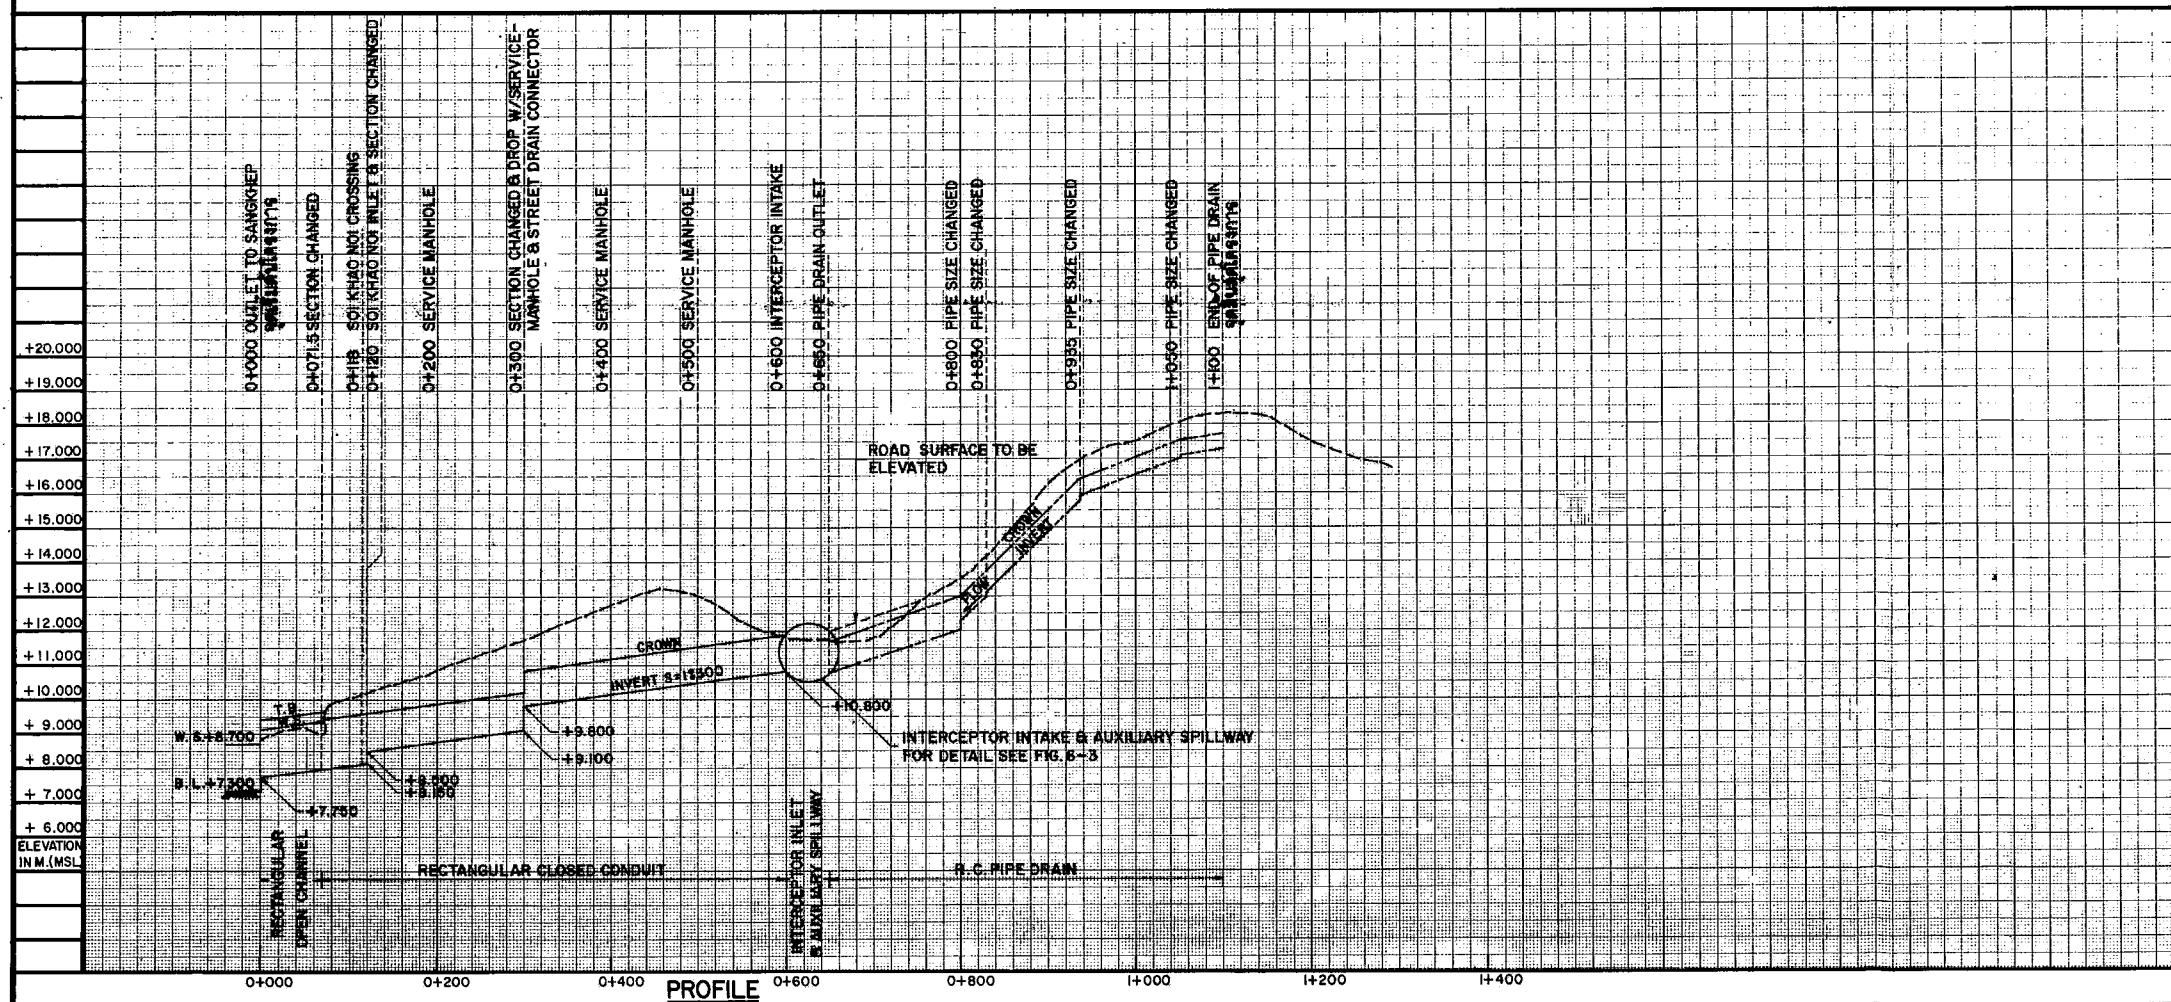 0+000 OUTLET TO SANGKHEP
0+071.5 SECTION CHANGED
0+118 SOI KHAO NOI CROSSING
0+120 SOI KHAO NOI INLET & SECTION CHANGED
0+200 SERVICE MANHOLE
0+300 SECTION CHANGED & DROP W/SERVICE-
MANHOLE & STREET DRAIN CONNECTOR
0+400 SERVICE MANHOLE
0+500 SERVICE MANHOLE
0+600 INTERCEPTOR INTAKE
0+650 PIPE DRAIN OUTLET
0+800 PIPE SIZE CHANGED
0+830 PIPE SIZE CHANGED
0+935 PIPE SIZE CHANGED
1+050 PIPE SIZE CHANGED
1+100 END OF PIPE DRAIN
+20.000
+19.000
+18.000
+17.000
+16.000
+15.000
+14.000
+13.000
+12.000
+11.000
+10.000
+9.000
+8.000
+7.000
+6.000
ELEVATION
IN M.(MSL)
ROAD SURFACE TO BE
ELEVATED
CROWN
INVERT
FLOW
CROWN
INVERT S=1:500
T.B.
W.S.
W.S.+8.700
B.L.+7.300
+7.750
+8.150
+9.800
+9.100
+10.800
INTERCEPTOR INTAKE & AUXILIARY SPILLWAY
FOR DETAIL SEE FIG. 6-3
RECTANGULAR
OPEN CHANNEL
RECTANGULAR CLOSED CONDUIT
INTERCEPTOR INLET
& AUXILIARY SPILLWAY
R.C. PIPE DRAIN
0+000
0+200
0+400
0+600
0+800
1+000
1+200
1+400
PROFILE